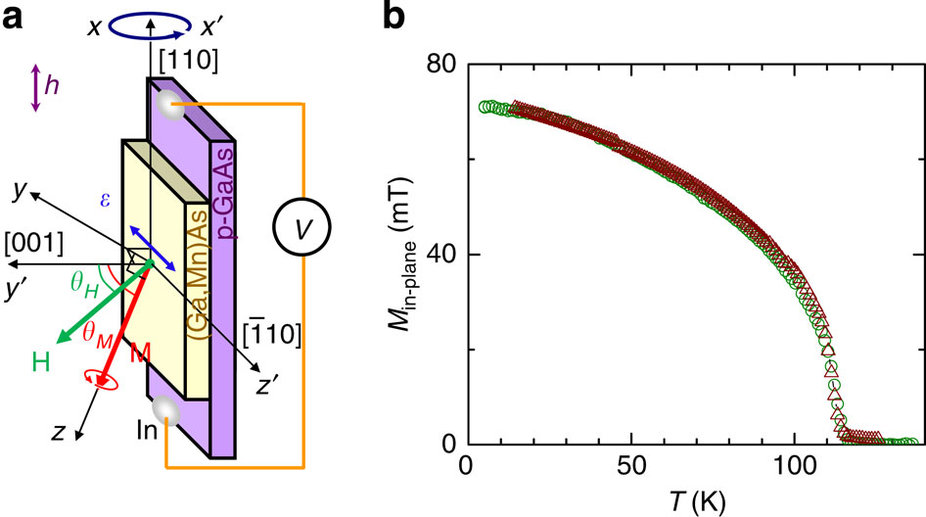 a
x
x′
[110]
h
p-GaAs
y
ε
V
[001]
(Ga,Mn)As
y′
θH
[1̅10]
H
θM
M
z′
z
In
b
80
40
0
0
50
100
Min-plane (mT)
T (K)